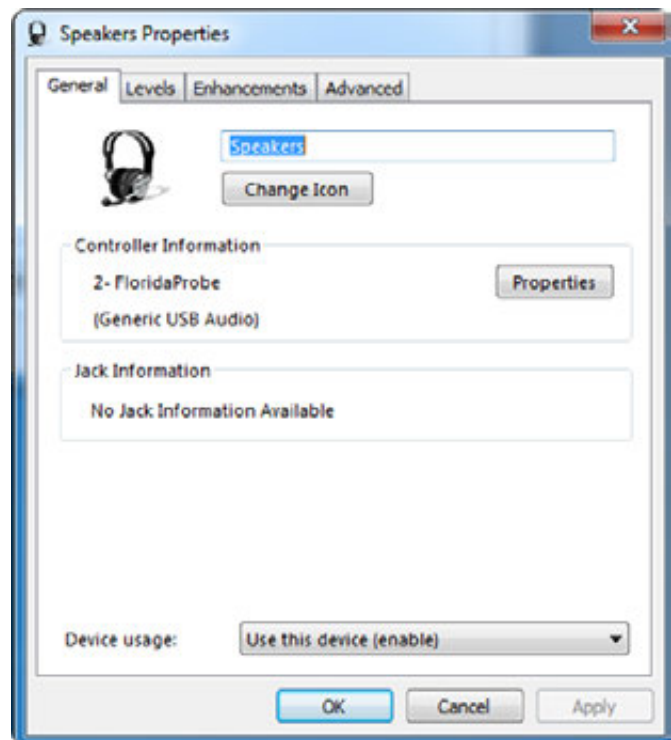 Speakers Properties
General Levels Enhancements Advanced
Speakers
Change Icon
Controller Information
2- FloridaProbe
Properties
(Generic USB Audio)
Jack Information
No Jack Information Available
Device usage: Use this device (enable)
OK Cancel Apply